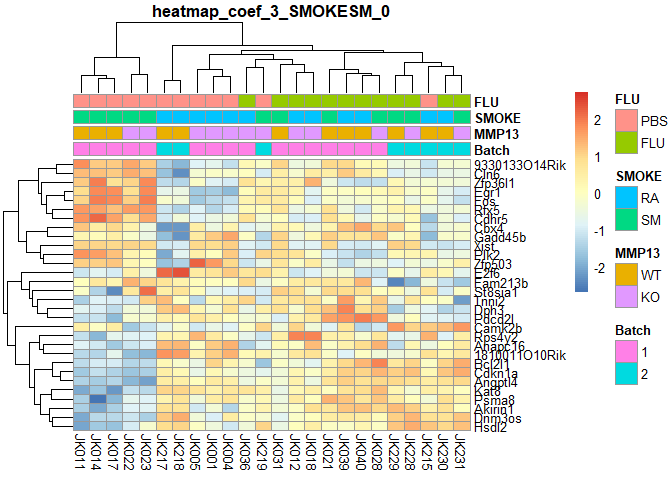 heatmap_coef_3_SMOKESM_0
FLU
SMOKE
MMP13
Batch
9330133O14Rik
Cln6
Zfp36l1
Egr1
Fos
Rfx5
Cdhr5
Cbx4
Gadd45b
Xist
Plk2
Zfp503
E2f6
Fam213b
St8sia1
Tnni2
Dph3
Pdcd2l
Camk2b
Rps4y2
Anapc16
1810011O10Rik
Bcl2l1
Cdkn1a
Angptl4
Kat8
Psma8
Akirin1
Dnm3os
Hsdl2
JK011
JK014
JK017
JK022
JK023
JK217
JK218
JK005
JK001
JK004
JK036
JK219
JK031
JK012
JK018
JK021
JK039
JK040
JK028
JK229
JK228
JK215
JK230
JK231
2
1
0
-1
-2
FLU
PBS
FLU
SMOKE
RA
SM
MMP13
WT
KO
Batch
1
2